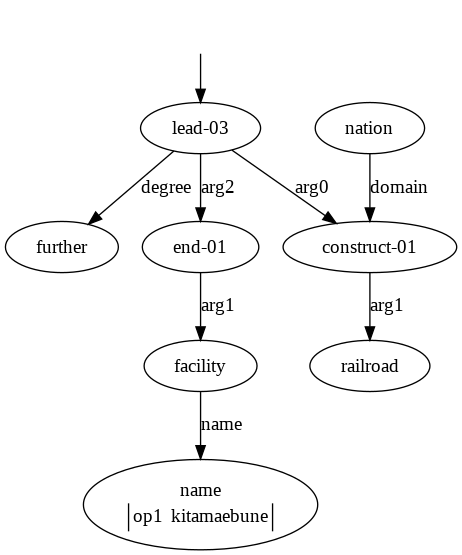 lead-03
nation
degree
arg2
arg0
domain
further
end-01
construct-01
arg1
arg1
facility
railroad
name
name
op1 kitamaebune